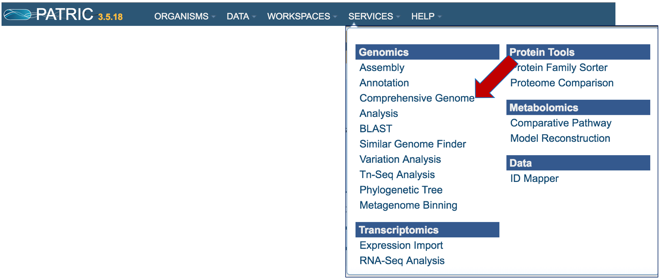 PATRIC 3.5.18 ORGANISMS DATA WORKSPACES SERVICES HELP
Genomics
Assembly
Annotation
Comprehensive Genome
Analysis
BLAST
Similar Genome Finder
Variation Analysis
Tn-Seq Analysis
Phylogenetic Tree
Metagenome Binning
Transcriptomics
Expression Import
RNA-Seq Analysis
Protein Tools
Protein Family Sorter
Proteome Comparison
Metabolomics
Comparative Pathway
Model Reconstruction
Data
ID Mapper